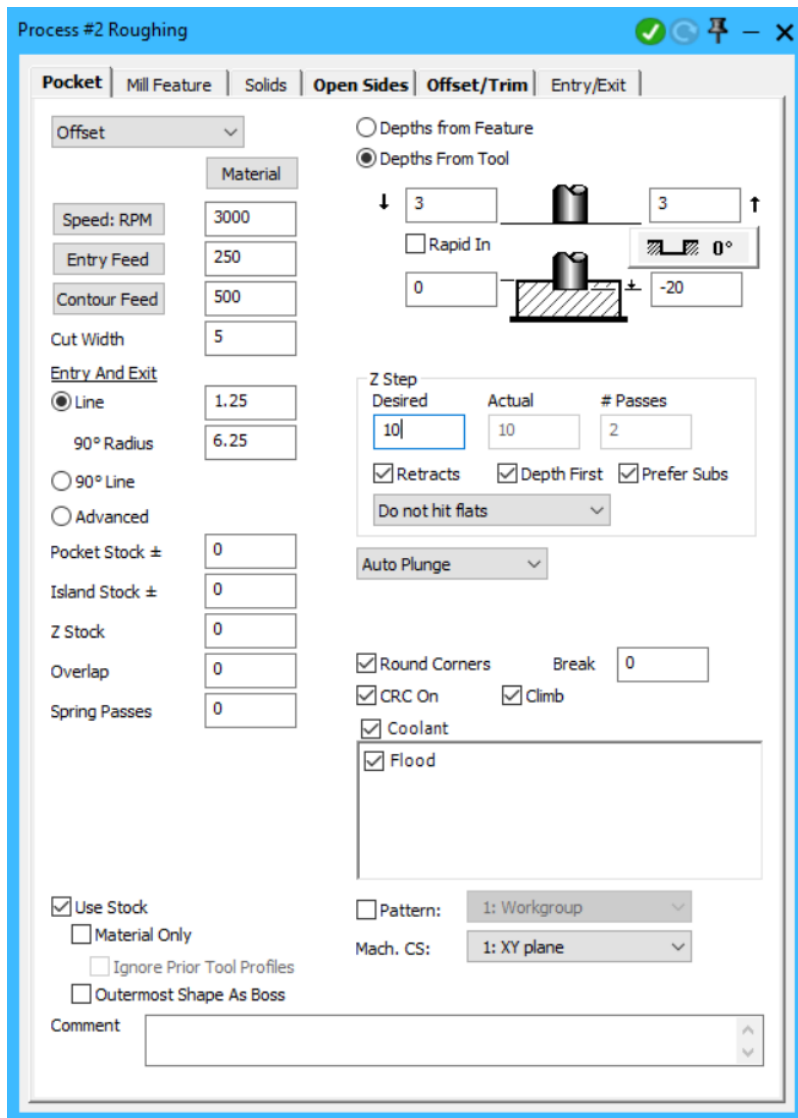 Process #2 Roughing
Pocket Mill Feature Solids Open Sides Offset/Trim Entry/Exit
Offset
Material
Speed: RPM 3000
Entry Feed 250
Contour Feed 500
Cut Width 5
Entry And Exit
Line 1.25
90° Radius 6.25
90° Line
Advanced
Pocket Stock ± 0
Island Stock ± 0
Z Stock 0
Overlap 0
Spring Passes 0
Depths from Feature
Depths From Tool
3 3
Rapid In 0°
0 -20
Z Step
Desired Actual # Passes
10 10 2
Retracts Depth First Prefer Subs
Do not hit flats
Auto Plunge
Round Corners Break 0
CRC On Climb
Coolant
Flood
Use Stock
Material Only
Ignore Prior Tool Profiles
Outermost Shape As Boss
Pattern: 1: Workgroup
Mach. CS: 1: XY plane
Comment